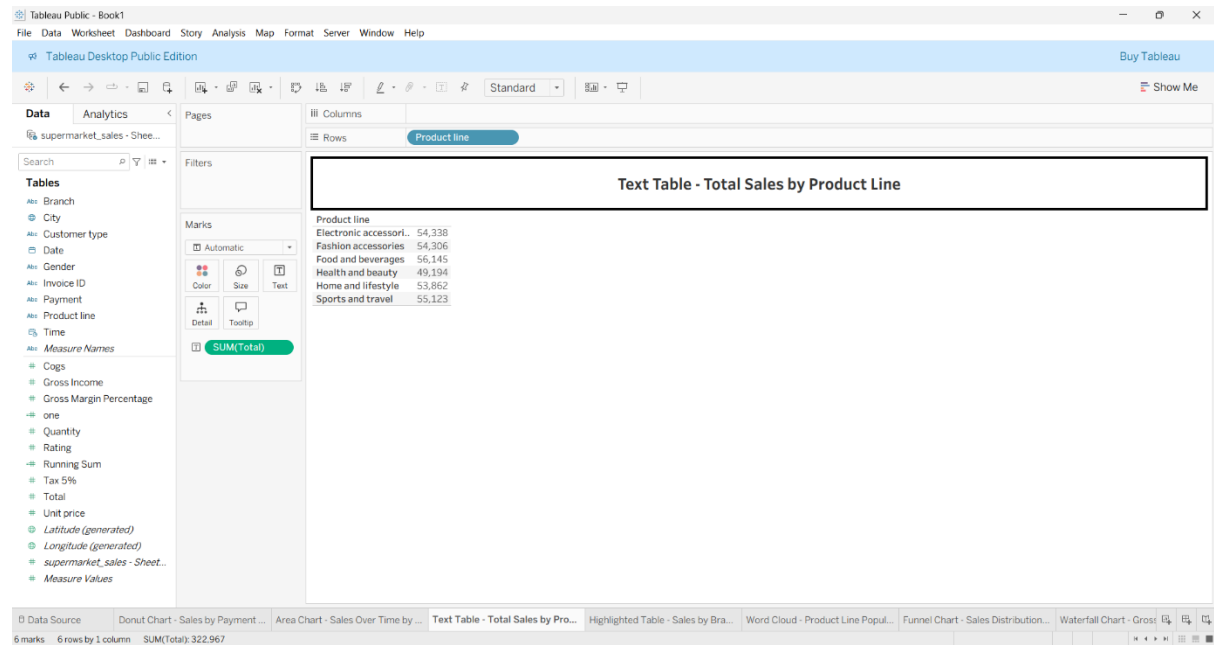 Tableau Public - Book1
File Data Worksheet Dashboard Story Analysis Map Format Server Window Help
Tableau Desktop Public Edition
Buy Tableau
Standard
Show Me
Data Analytics
supermarket_sales - Shee...
Search
Tables
Abc Branch
City
Abc Customer type
Date
Abc Gender
Abc Invoice ID
Abc Payment
Abc Product line
Time
Abc Measure Names
# Cogs
# Gross Income
# Gross Margin Percentage
=# one
# Quantity
# Rating
=# Running Sum
# Tax 5%
# Total
# Unit price
Latitude (generated)
Longitude (generated)
# supermarket_sales - Sheet...
# Measure Values
Pages
Filters
Marks
Automatic
Color Size Text
Detail Tooltip
SUM(Total)
Columns
Rows Product line
Text Table - Total Sales by Product Line
Product line
Electronic accessori.. 54,338
Fashion accessories 54,306
Food and beverages 56,145
Health and beauty 49,194
Home and lifestyle 53,862
Sports and travel 55,123
Data Source Donut Chart - Sales by Payment ... Area Chart - Sales Over Time by ... Text Table - Total Sales by Pro... Highlighted Table - Sales by Bra... Word Cloud - Product Line Popul... Funnel Chart - Sales Distribution... Waterfall Chart - Gross
6 marks 6 rows by 1 column SUM(Total): 322,967